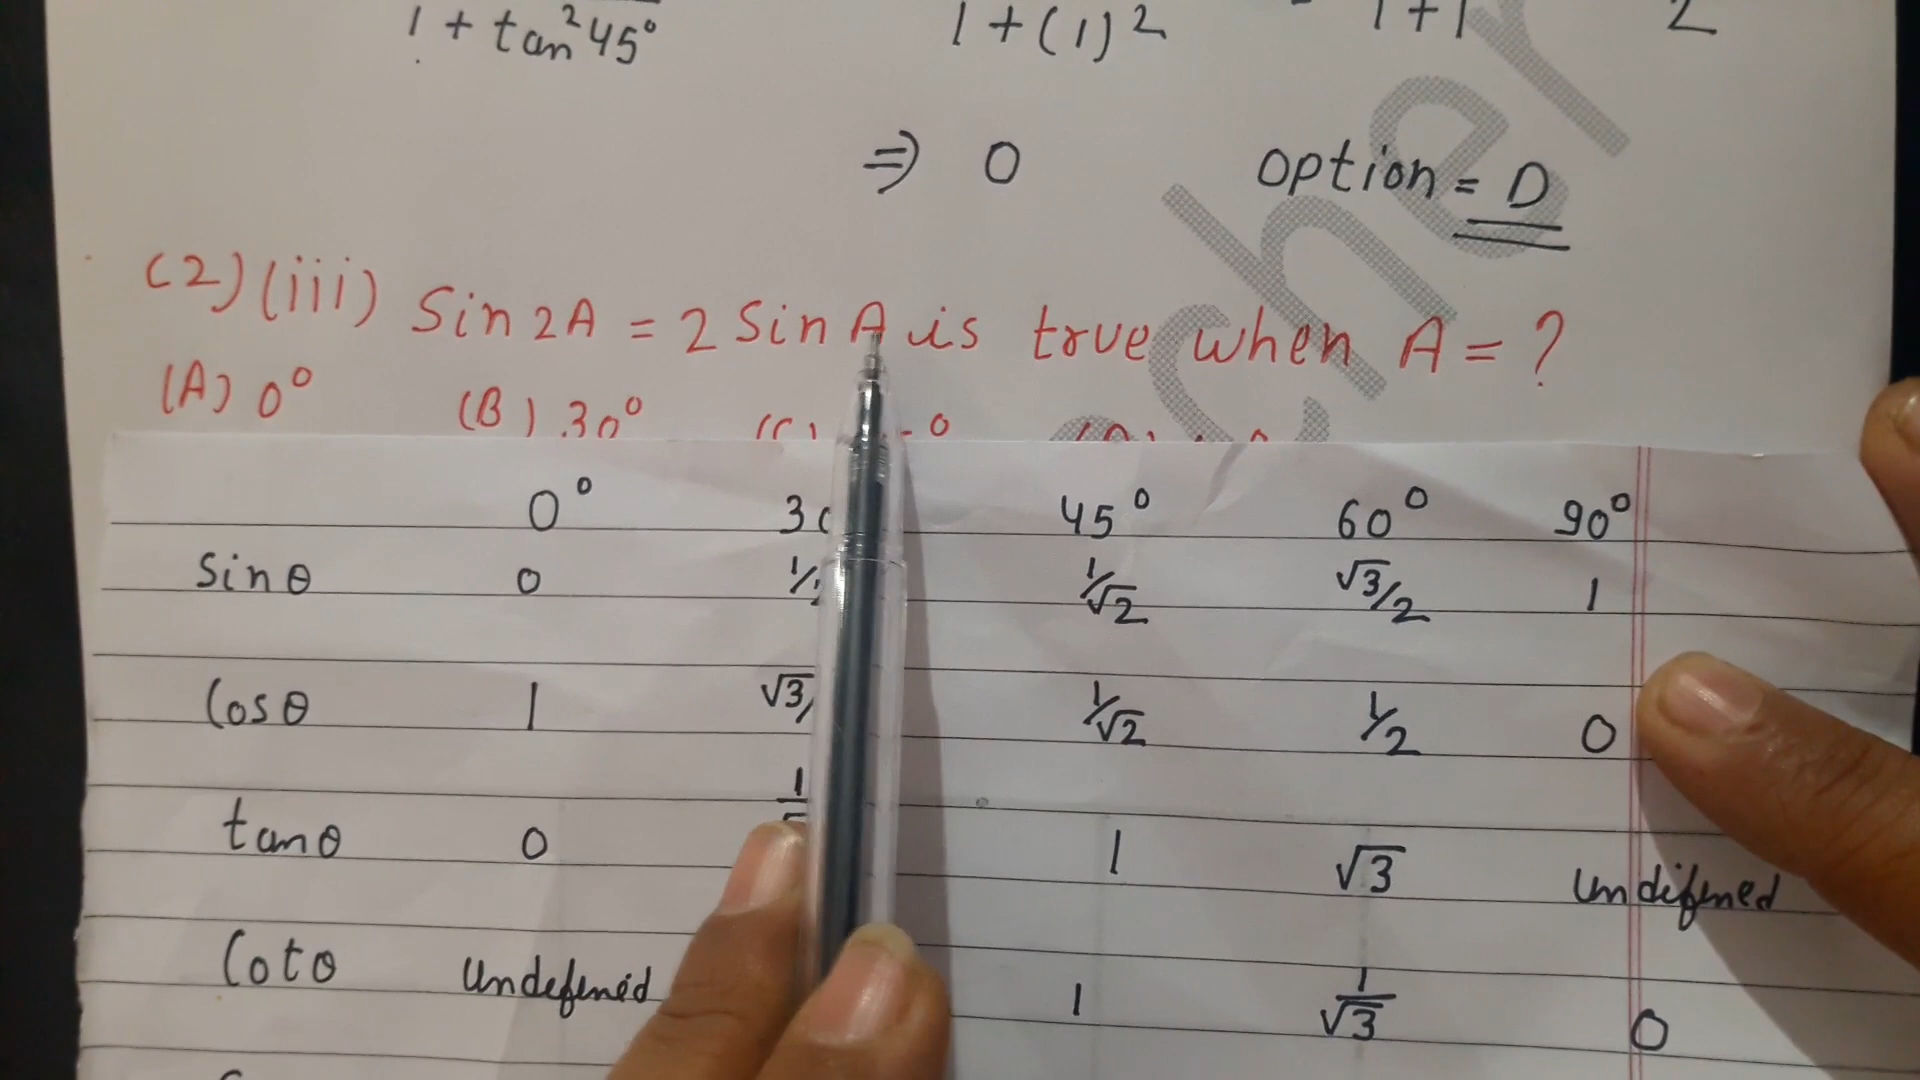 1 + tan²45° 1 + (1)² 1 + 1 2
⇒ 0 option = D
(2)(iii) Sin 2A = 2 Sin A is true when A = ?
(A) 0° (B) 30°
0° 45° 60° 90°
Sinθ 0 1/√2 √3/2 1
Cosθ 1 √3/ 1/√2 1/2 0
tanθ 0 1 √3 undifined
Cotθ undefined 1 1/√3 0